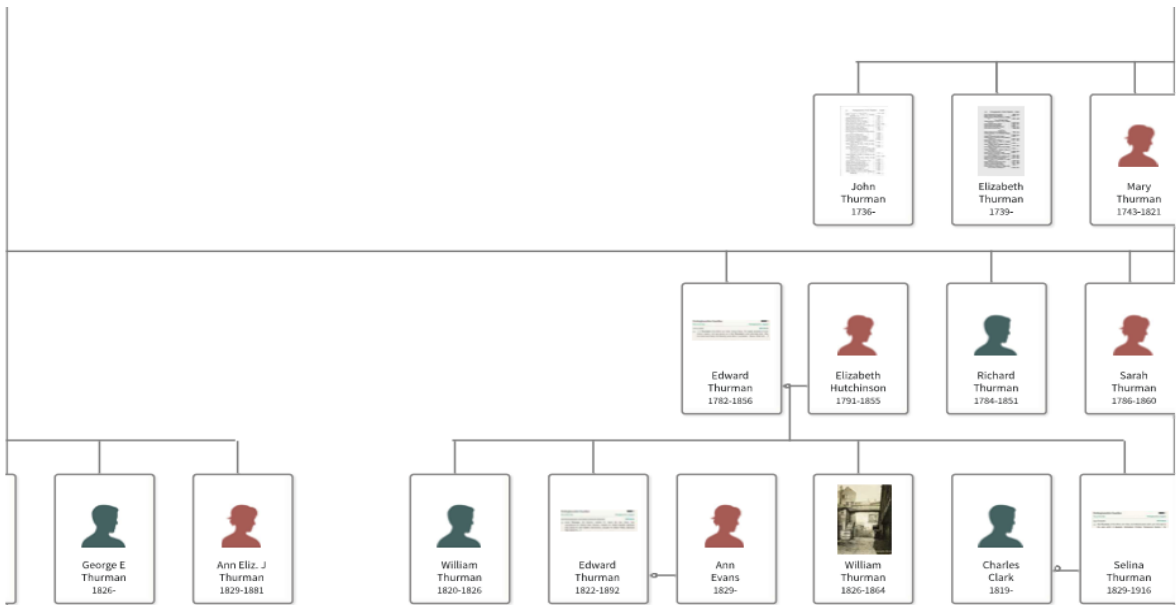 John
Thurman
1736-
Elizabeth
Thurman
1739-
Mary
Thurman
1743-1821
Edward
Thurman
1782-1856
Elizabeth
Hutchinson
1791-1855
Richard
Thurman
1784-1851
Sarah
Thurman
1786-1860
George E
Thurman
1826-
Ann Eliz. J
Thurman
1829-1881
William
Thurman
1820-1826
Edward
Thurman
1822-1892
Ann
Evans
1829-
William
Thurman
1826-1864
Charles
Clark
1819-
Selina
Thurman
1829-1916